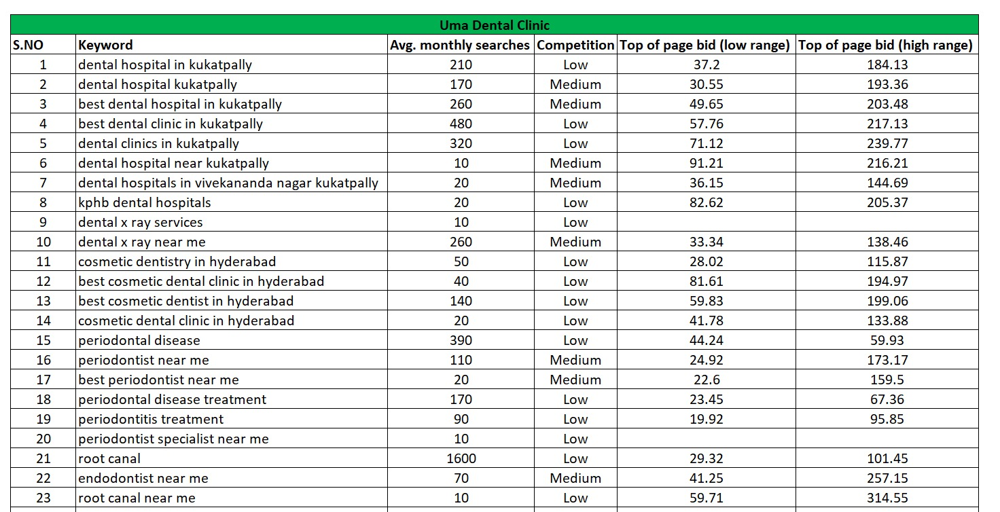 Uma Dental Clinic
S.NO Keyword Avg. monthly searches Competition Top of page bid (low range) Top of page bid (high range)
1 dental hospital in kukatpally 210 Low 37.2 184.13
2 dental hospital kukatpally 170 Medium 30.55 193.36
3 best dental hospital in kukatpally 260 Medium 49.65 203.48
4 best dental clinic in kukatpally 480 Low 57.76 217.13
5 dental clinics in kukatpally 320 Low 71.12 239.77
6 dental hospital near kukatpally 10 Medium 91.21 216.21
7 dental hospitals in vivekananda nagar kukatpally 20 Medium 36.15 144.69
8 kphb dental hospitals 20 Low 82.62 205.37
9 dental x ray services 10 Low
10 dental x ray near me 260 Medium 33.34 138.46
11 cosmetic dentistry in hyderabad 50 Low 28.02 115.87
12 best cosmetic dental clinic in hyderabad 40 Low 81.61 194.97
13 best cosmetic dentist in hyderabad 140 Low 59.83 199.06
14 cosmetic dental clinic in hyderabad 20 Low 41.78 133.88
15 periodontal disease 390 Low 44.24 59.93
16 periodontist near me 110 Medium 24.92 173.17
17 best periodontist near me 20 Medium 22.6 159.5
18 periodontal disease treatment 170 Low 23.45 67.36
19 periodontitis treatment 90 Low 19.92 95.85
20 periodontist specialist near me 10 Low
21 root canal 1600 Low 29.32 101.45
22 endodontist near me 70 Medium 41.25 257.15
23 root canal near me 10 Low 59.71 314.55